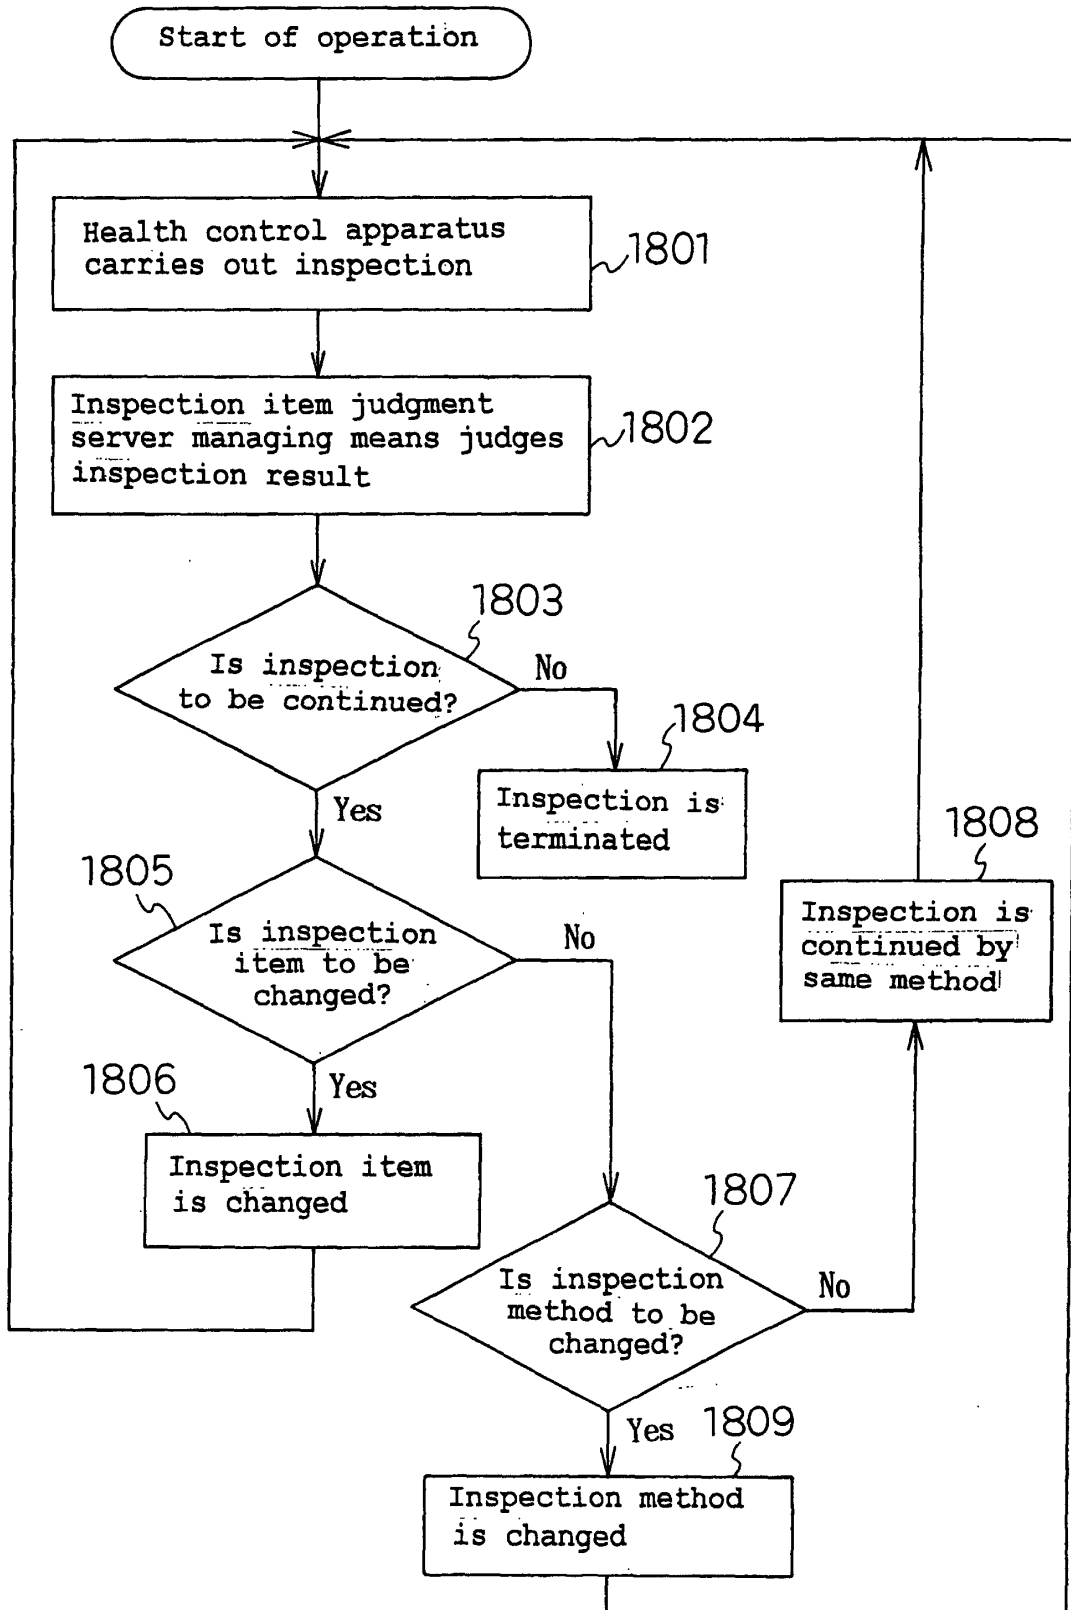 Start of operation
Health control apparatus
carries out inspection
1801
Inspection item judgment
server managing means judges
inspection result
1802
1803
Is inspection
to be continued?
No
1804
Inspection is
terminated
Yes
1805
Is inspection
item to be
changed?
No
1808
Inspection is
continued by
same method
Yes
1806
Inspection item
is changed
1807
Is inspection
method to be
changed?
No
Yes
1809
Inspection method
is changed